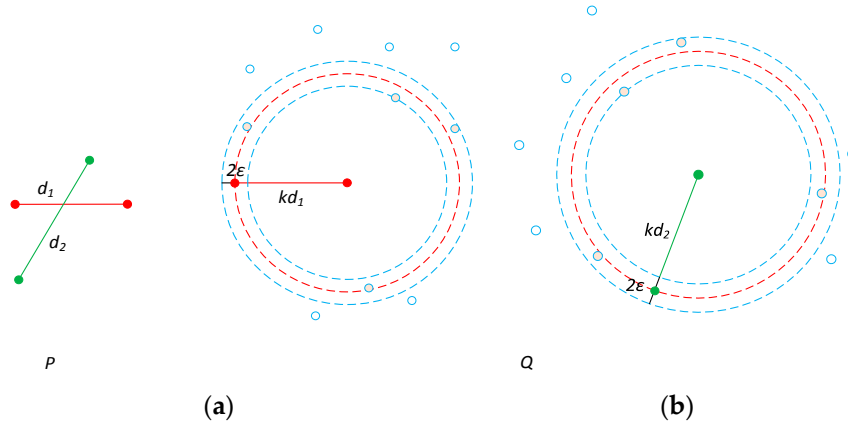 2ε
d₁
kd₁
d₂
kd₂
2ε
P
Q
(a)
(b)